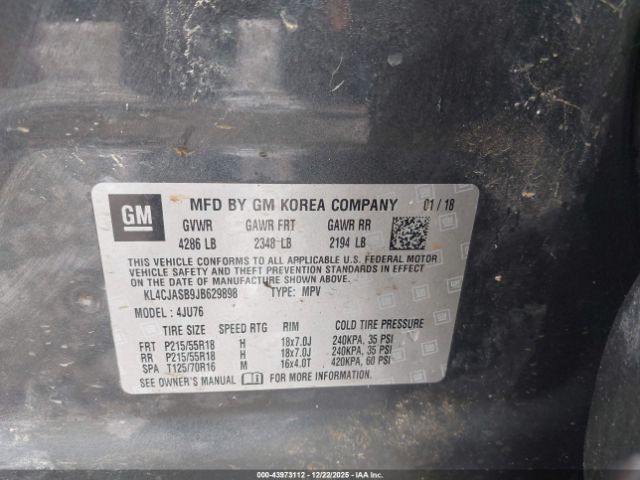 GM
MFD BY GM KOREA COMPANY 01 / 18
GVWR GAWR FRT GAWR RR
4286 LB 2348 LB 2194 LB
THIS VEHICLE CONFORMS TO ALL APPLICABLE U.S. FEDERAL MOTOR
VEHICLE SAFETY AND THEFT PREVENTION STANDARDS IN EFFECT
ON THE DATE OF MANUFACTURE SHOWN ABOVE.
KL4CJASB9JB629898 TYPE: MPV
MODEL : 4JU76
TIRE SIZE SPEED RTG RIM COLD TIRE PRESSURE
FRT P215/55R18 H 18x7.0J 240KPA, 35 PSI
RR P215/55R18 H 18x7.0J 240KPA, 35 PSI
SPA T125/70R16 M 16x4.0T 420KPA, 60 PSI
SEE OWNER'S MANUAL FOR MORE INFORMATION.
© 000-43973112 - 12/22/2025 - IAAI - COPART